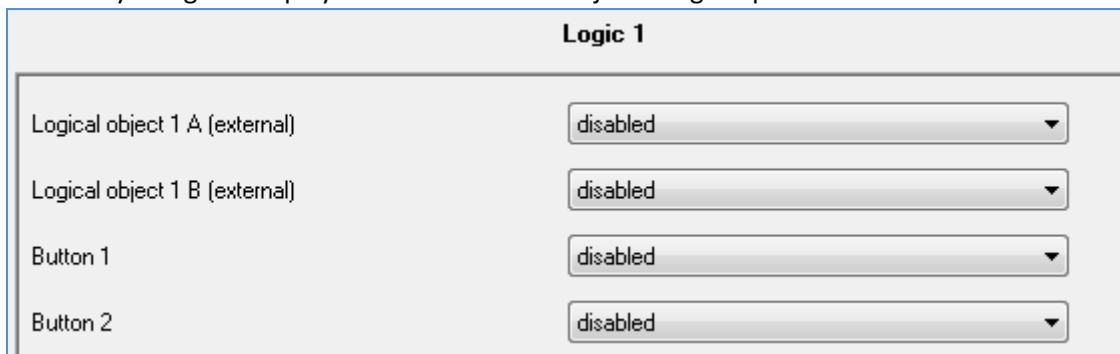 Logic 1
Logical object 1 A (external) disabled
Logical object 1 B (external) disabled
Button 1 disabled
Button 2 disabled